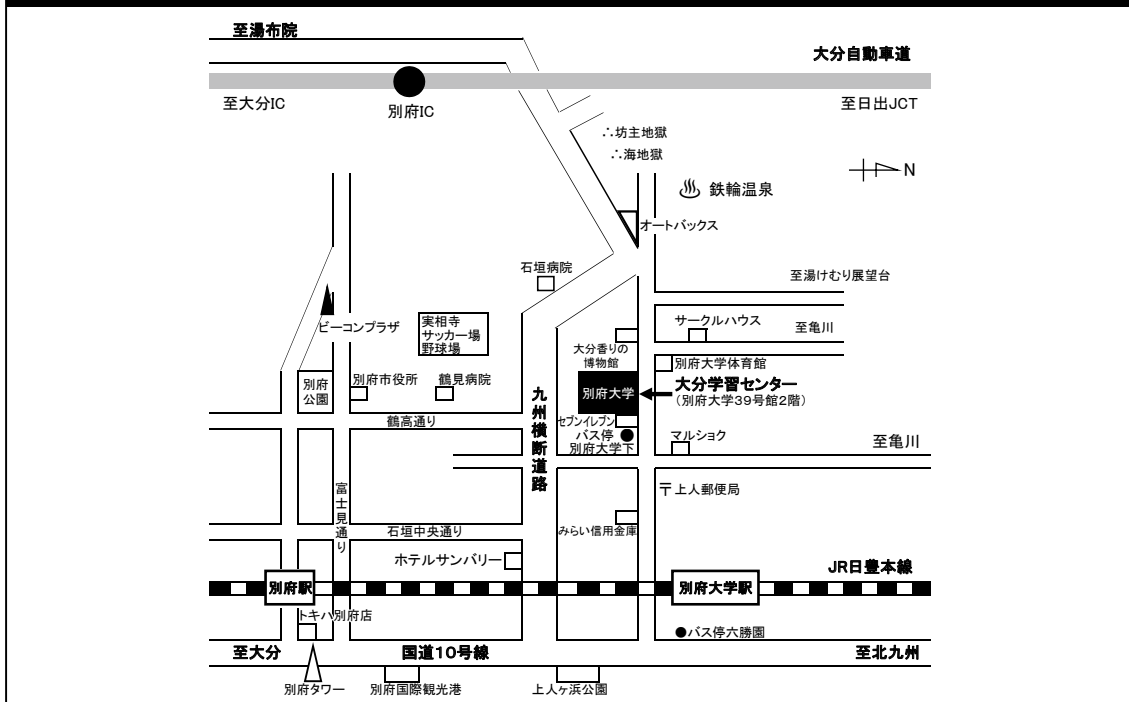 至湯布院
大分自動車道
至大分IC
別府IC
至日出JCT
∴坊主地獄
∴海地獄
N
鉄輪温泉
オートバックス
石垣病院
至湯けむり展望台
ビーコンプラザ
実相寺
サッカー場
野球場
サークルハウス
至亀川
大分香りの
博物館
別府大学体育館
別府
公園
別府市役所
鶴見病院
九州横断道路
別府大学
大分学習センター
(別府大学39号館2階)
鶴高通り
セブンイレブン
バス停 ●
別府大学下
マルショク
至亀川
富士見通り
〒上人郵便局
石垣中央通り
みらい信用金庫
ホテルサンバリー
JR日豊本線
別府駅
別府大学駅
トキハ別府店
●バス停六勝園
至大分
国道10号線
至北九州
別府タワー
別府国際観光港
上人ヶ浜公園